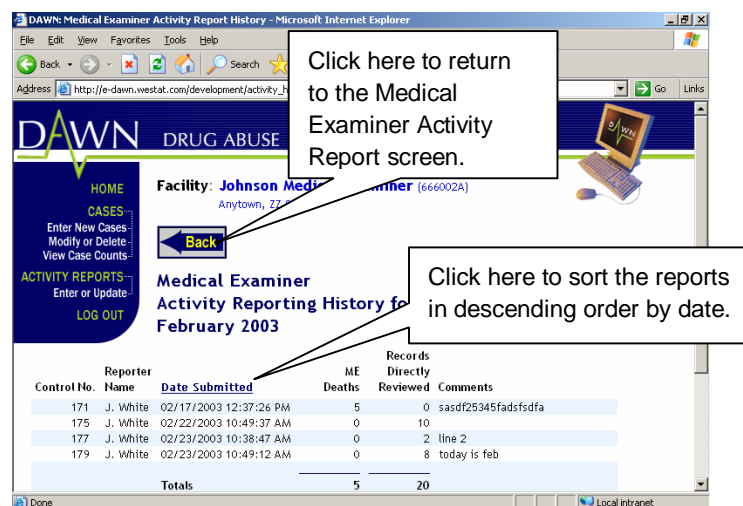 DAWN: Medical Examiner Activity Report History - Microsoft Internet Explorer
File Edit View Favorites Tools Help
Back Search
Address http://e-dawn.westat.com/development/activity_h Go Links
Click here to return
to the Medical
Examiner Activity
Report screen.
DAWN DRUG ABUSE
DAWN
HOME
CASES
Enter New Cases
Modify or Delete
View Case Counts
ACTIVITY REPORTS
Enter or Update
LOG OUT
Facility: Johnson Medical Examiner (666002A)
Anytown, ZZ
Back
Medical Examiner
Activity Reporting History for
February 2003
Click here to sort the reports
in descending order by date.
Control No. Reporter Name Date Submitted ME Deaths Records Directly Reviewed Comments
171 J. White 02/17/2003 12:37:26 PM 5 0 sasdf25345fadsfsdfa
175 J. White 02/22/2003 10:49:37 AM 0 10
177 J. White 02/23/2003 10:38:47 AM 0 2 line 2
179 J. White 02/23/2003 10:49:12 AM 0 8 today is feb
Totals 5 20
Done Local intranet